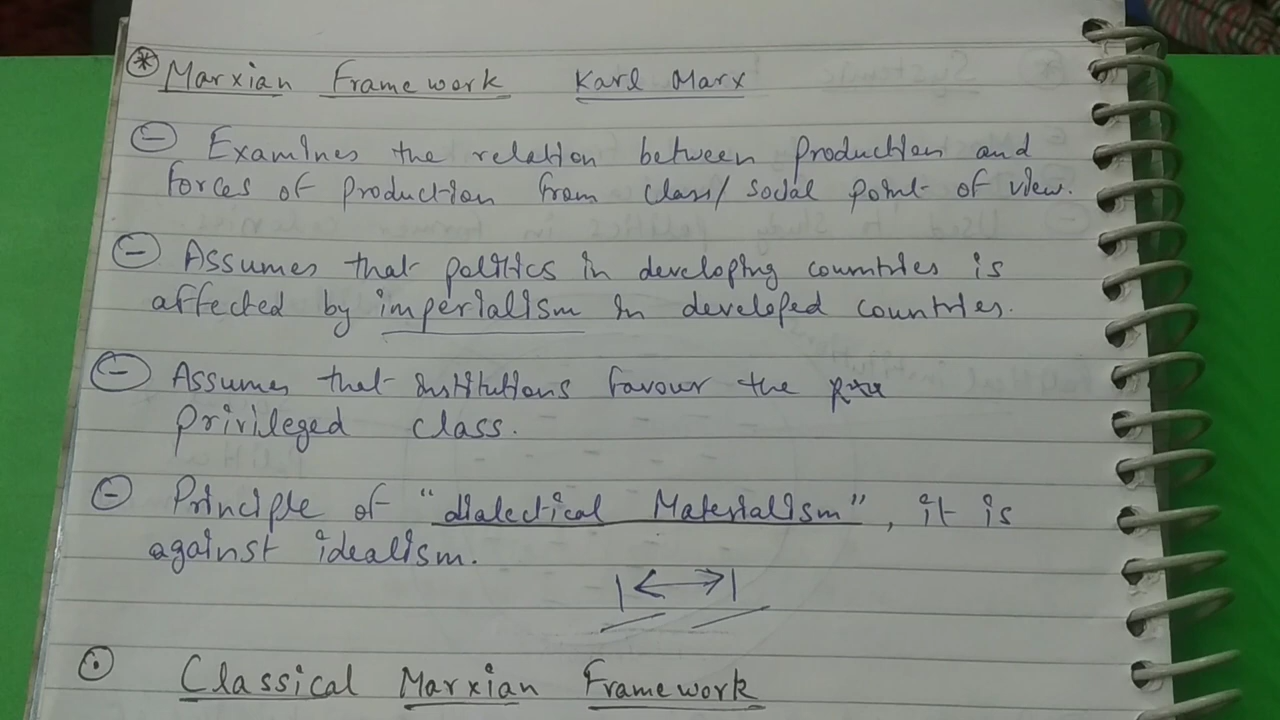 * Marxian Framework Karl Marx
- Examines the relation between production and
forces of production from class/ social point of view.
- Assumes that politics in developing countries is
affected by imperialism in developed countries.
- Assumes that institutions favour the
privileged class.
- Principle of "dialectical Materialism", it is
against idealism.
Classical Marxian Framework